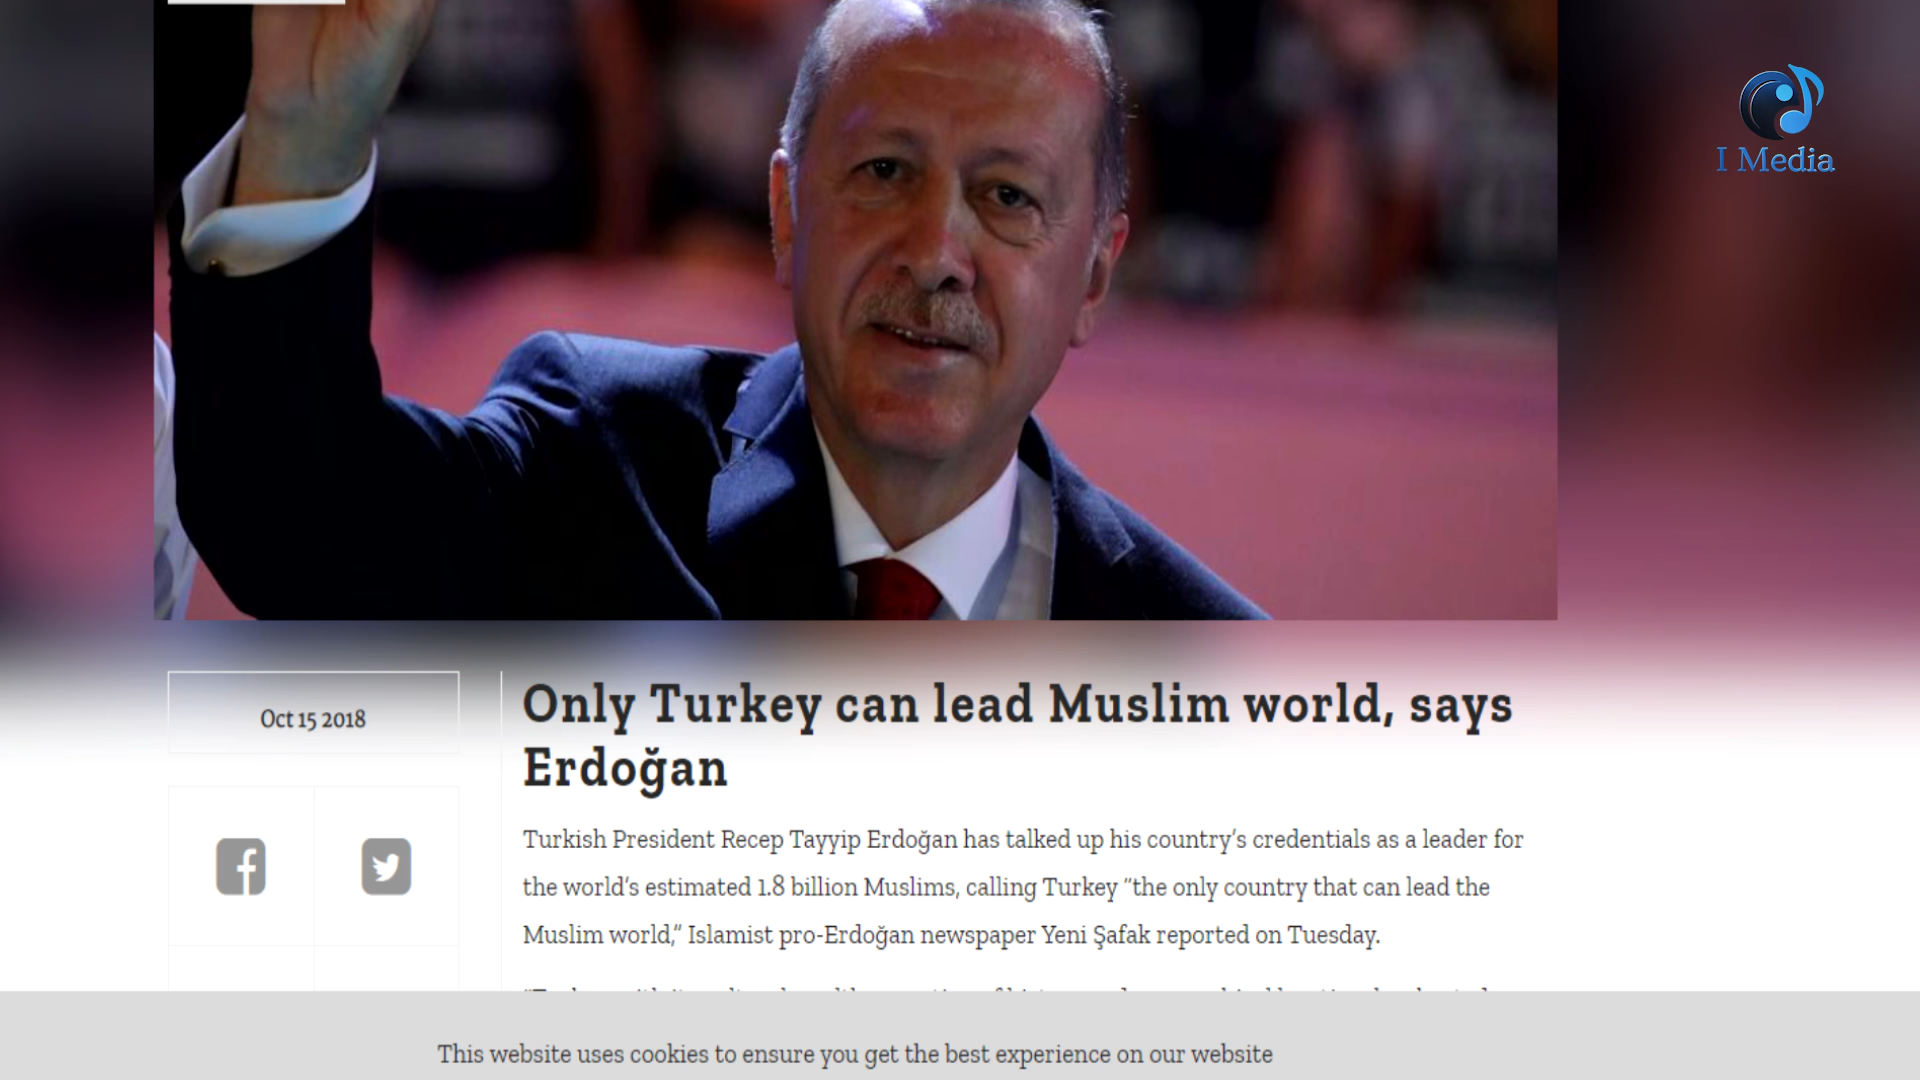 I Media
Oct 15 2018
Only Turkey can lead Muslim world, says
Erdoğan
Turkish President Recep Tayyip Erdoğan has talked up his country’s credentials as a leader for
the world’s estimated 1.8 billion Muslims, calling Turkey “the only country that can lead the
Muslim world,” Islamist pro-Erdoğan newspaper Yeni Şafak reported on Tuesday.
This website uses cookies to ensure you get the best experience on our website